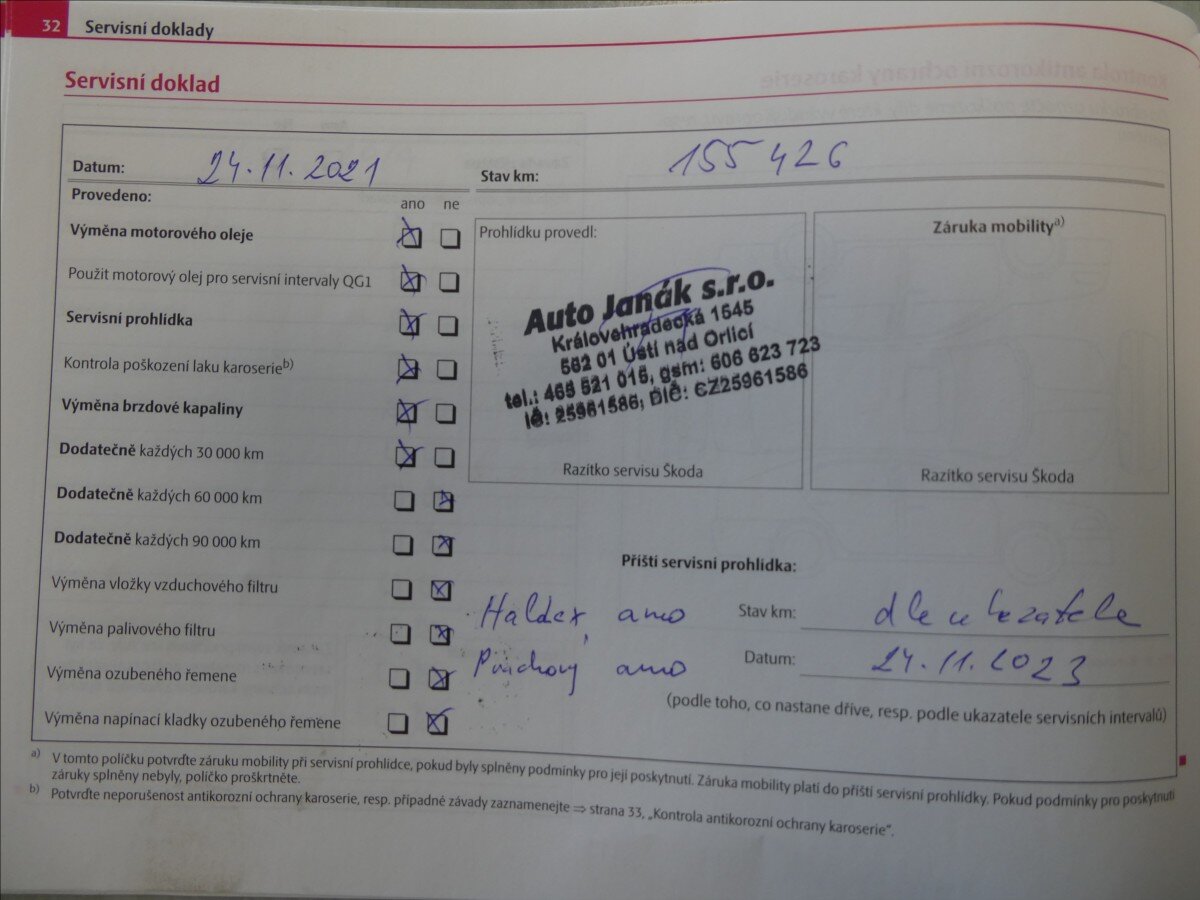 32 Servisní doklady
Servisní doklad
Datum: 24.11.2021 Stav km: 155 426
Provedeno:
ano ne
Výměna motorového oleje
Použit motorový olej pro servisní intervaly QG1
Servisní prohlídka
Kontrola poškození laku karoserie b)
Výměna brzdové kapaliny
Dodatečně každých 30 000 km
Dodatečně každých 60 000 km
Dodatečně každých 90 000 km
Výměna vložky vzduchového filtru
Výměna palivového filtru
Výměna ozubeného řemene
Výměna napínací kladky ozubeného řemene
Prohlídku provedl:
Auto Janák s.r.o.
Královehradecká 1545
562 01 Ústí nad Orlicí
tel.: 465 521 015, gsm: 606 623 723
IČ: 25961586, DIČ: CZ25961586
Razítko servisu Škoda
Záruka mobility a)
Razítko servisu Škoda
Haldex, ano
Prachový ano
Příští servisní prohlídka:
Stav km: dle ukazatele
Datum: 24.11.2023
(podle toho, co nastane dříve, resp. podle ukazatele servisních intervalů)
a) V tomto políčku potvrďte záruku mobility při servisní prohlídce, pokud byly splněny podmínky pro její poskytnutí. Záruka mobility platí do příští servisní prohlídky. Pokud podmínky pro poskytnutí
záruky splněny nebyly, políčko proškrtněte.
b) Potvrďte neporušenost antikorozní ochrany karoserie, resp. případné závady zaznamenejte ⇒ strana 33, „Kontrola antikorozní ochrany karoserie".